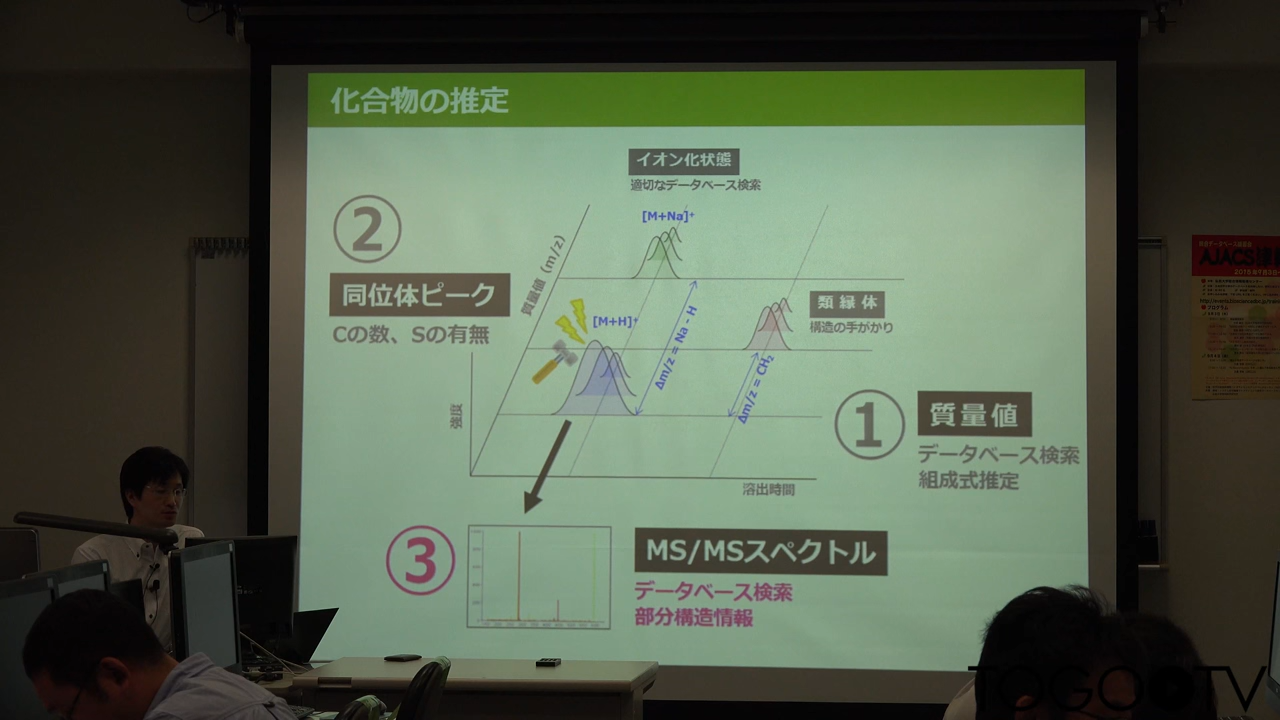 化合物の推定
イオン化状態
適切なデータベース検索
[M+Na]⁺
②
同位体ピーク
Cの数、Sの有無
質量値（m/z）
[M+H]⁺
Δm/z = Na - H
類縁体
構造の手がかり
Δm/z = CH₂
強度
溶出時間
①
質量値
データベース検索
組成式推定
③
MS/MSスペクトル
データベース検索
部分構造情報
AJACS
TOGO TV